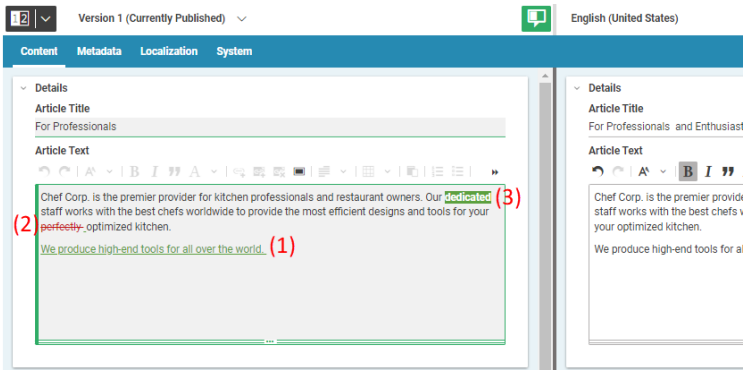 12 Version 1 (Currently Published) English (United States)
Content Metadata Localization System
Details Details
Article Title Article Title
For Professionals For Professionals and Enthusiast
Article Text Article Text
Chef Corp. is the premier provider for kitchen professionals and restaurant owners. Our dedicated (3)
staff works with the best chefs worldwide to provide the most efficient designs and tools for your
(2) perfectly optimized kitchen.
We produce high-end tools for all over the world. (1)
Chef Corp. is the premier provide
staff works with the best chefs
your optimized kitchen.
We produce high-end tools for al